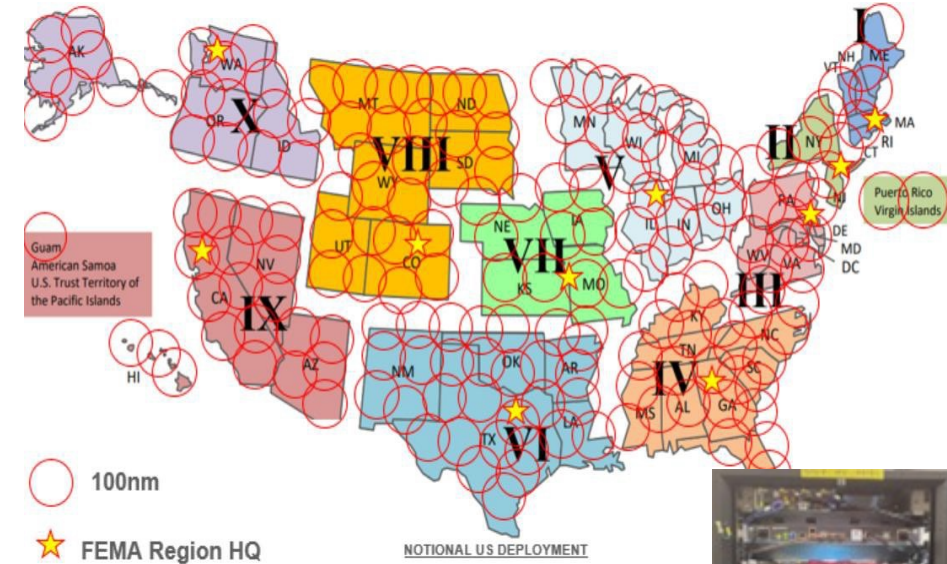 AK
WA
OR
ID
X
MT
ND
SD
WY
UT
CO
VIII
MN
WI
MI
IL
IN
OH
V
NE
IA
KS
MO
VII
I
NH
VT
ME
MA
RI
CT
II
NY
NJ
Puerto Rico
Virgin Islands
PA
DE
MD
DC
WV
VA
III
Guam
American Samoa
U.S. Trust Territory of
the Pacific Islands
HI
CA
NV
AZ
IX
NM
OK
AR
TX
LA
VI
KY
TN
NC
SC
MS
AL
GA
IV
100nm
FEMA Region HQ
NOTIONAL US DEPLOYMENT